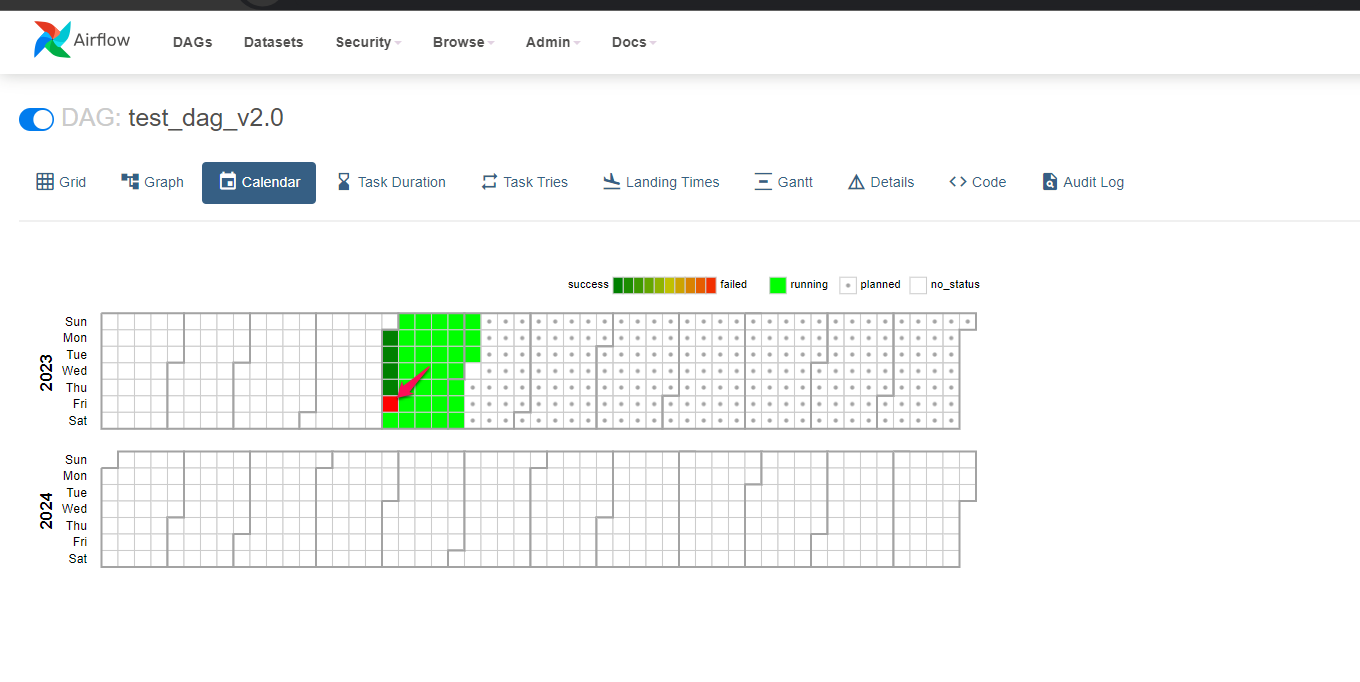 Airflow
DAGs Datasets Security Browse Admin Docs
DAG: test_dag_v2.0
Grid Graph Calendar Task Duration Task Tries Landing Times Gantt Details Code Audit Log
success failed running planned no_status
2023
Sun
Mon
Tue
Wed
Thu
Fri
Sat
2024
Sun
Mon
Tue
Wed
Thu
Fri
Sat